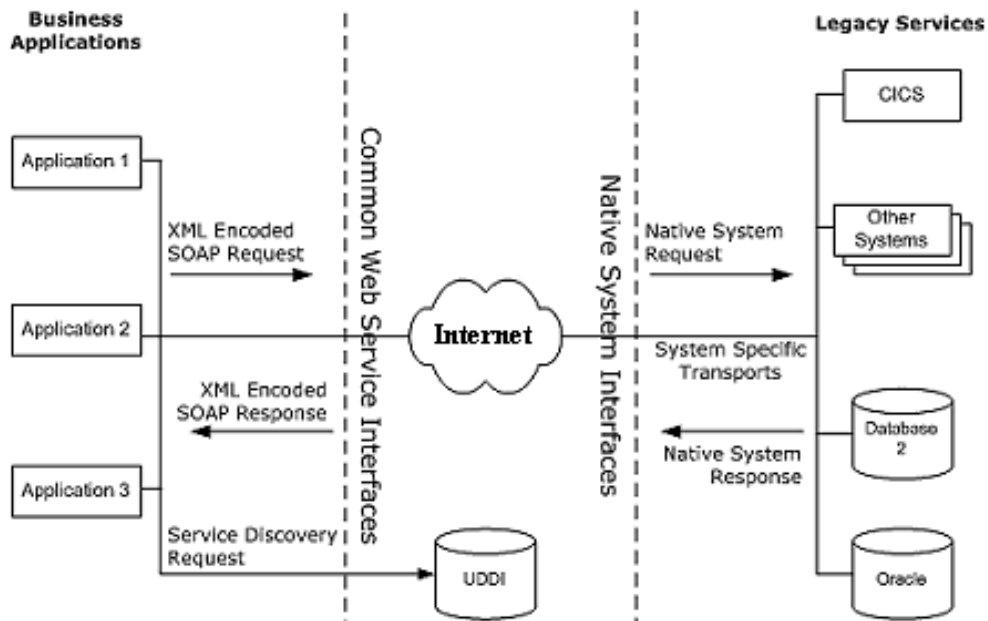 Business
Applications
Legacy Services
CICS
Application 1
Common Web Service Interfaces
Native System Interfaces
Other
Systems
XML Encoded
SOAP Request
Native System
Request
Application 2
Internet
System Specific
Transports
XML Encoded
SOAP Response
Database
2
Native System
Response
Application 3
Service Discovery
Request
UDDI
Oracle